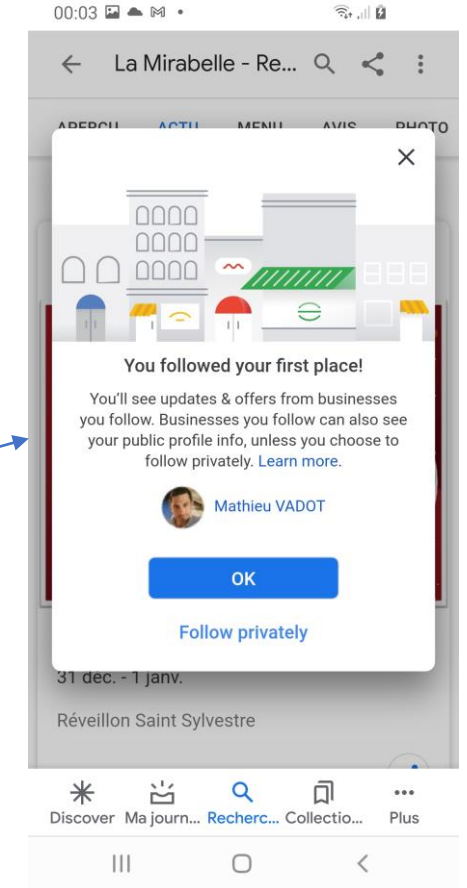 00:03
La Mirabelle - Re...
APERÇU ACTU MENU AVIS PHOTO
You followed your first place!
You'll see updates & offers from businesses
you follow. Businesses you follow can also see
your public profile info, unless you choose to
follow privately. Learn more.
Mathieu VADOT
OK
Follow privately
31 déc. - 1 janv.
Réveillon Saint Sylvestre
Discover Ma journ... Recherc... Collectio... Plus